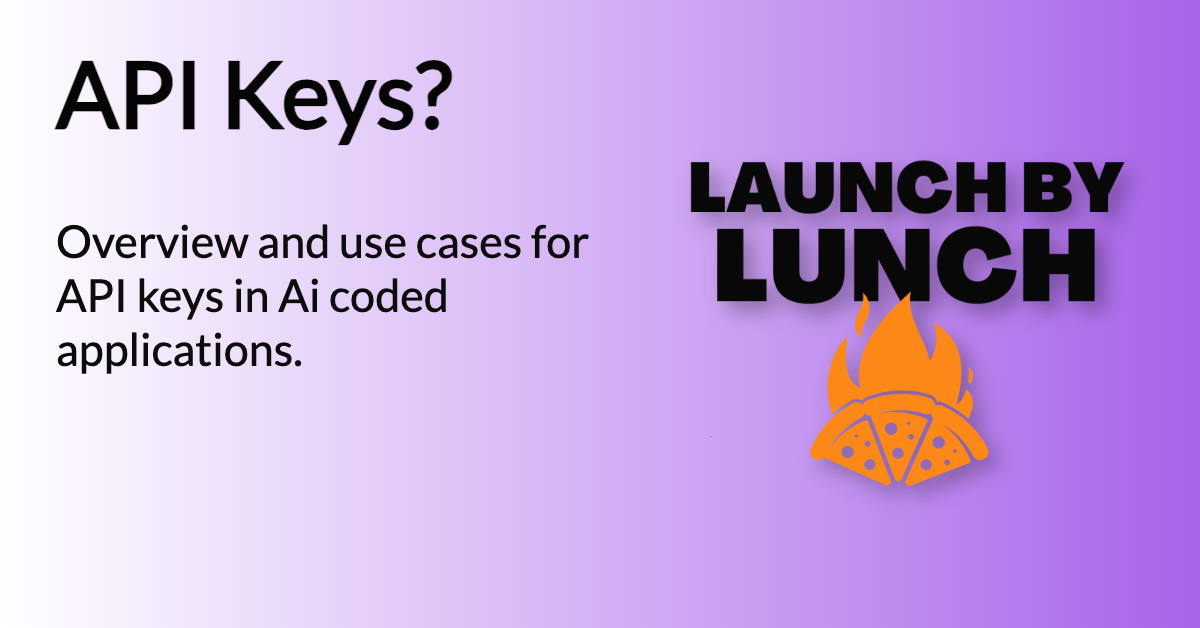 API Keys?
Overview and use cases for
API keys in Ai coded
applications.
LAUNCH BY
LUNCH